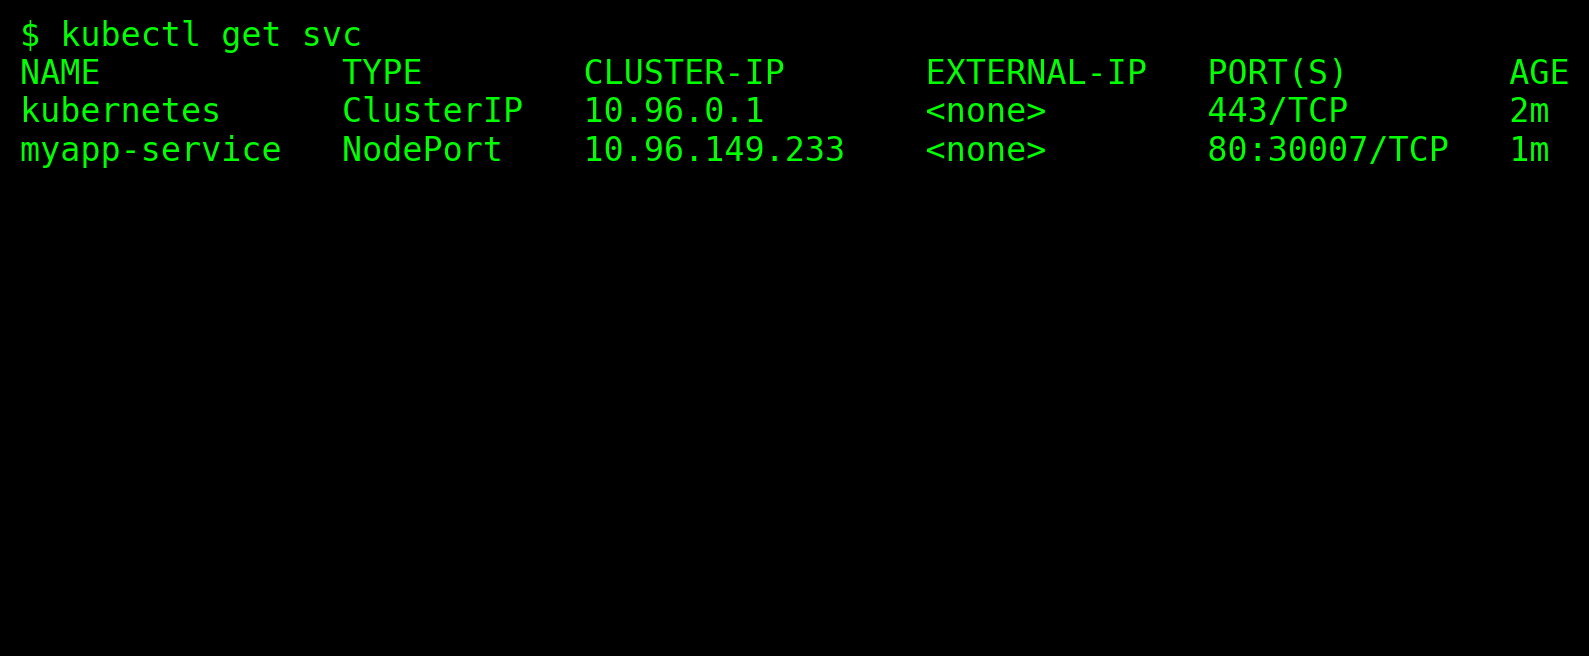 $ kubectl get svc
NAME                TYPE        CLUSTER-IP       EXTERNAL-IP   PORT(S)        AGE
kubernetes      ClusterIP   10.96.0.1        <none>        443/TCP        2m
myapp-service   NodePort    10.96.149.233    <none>        80:30007/TCP   1m